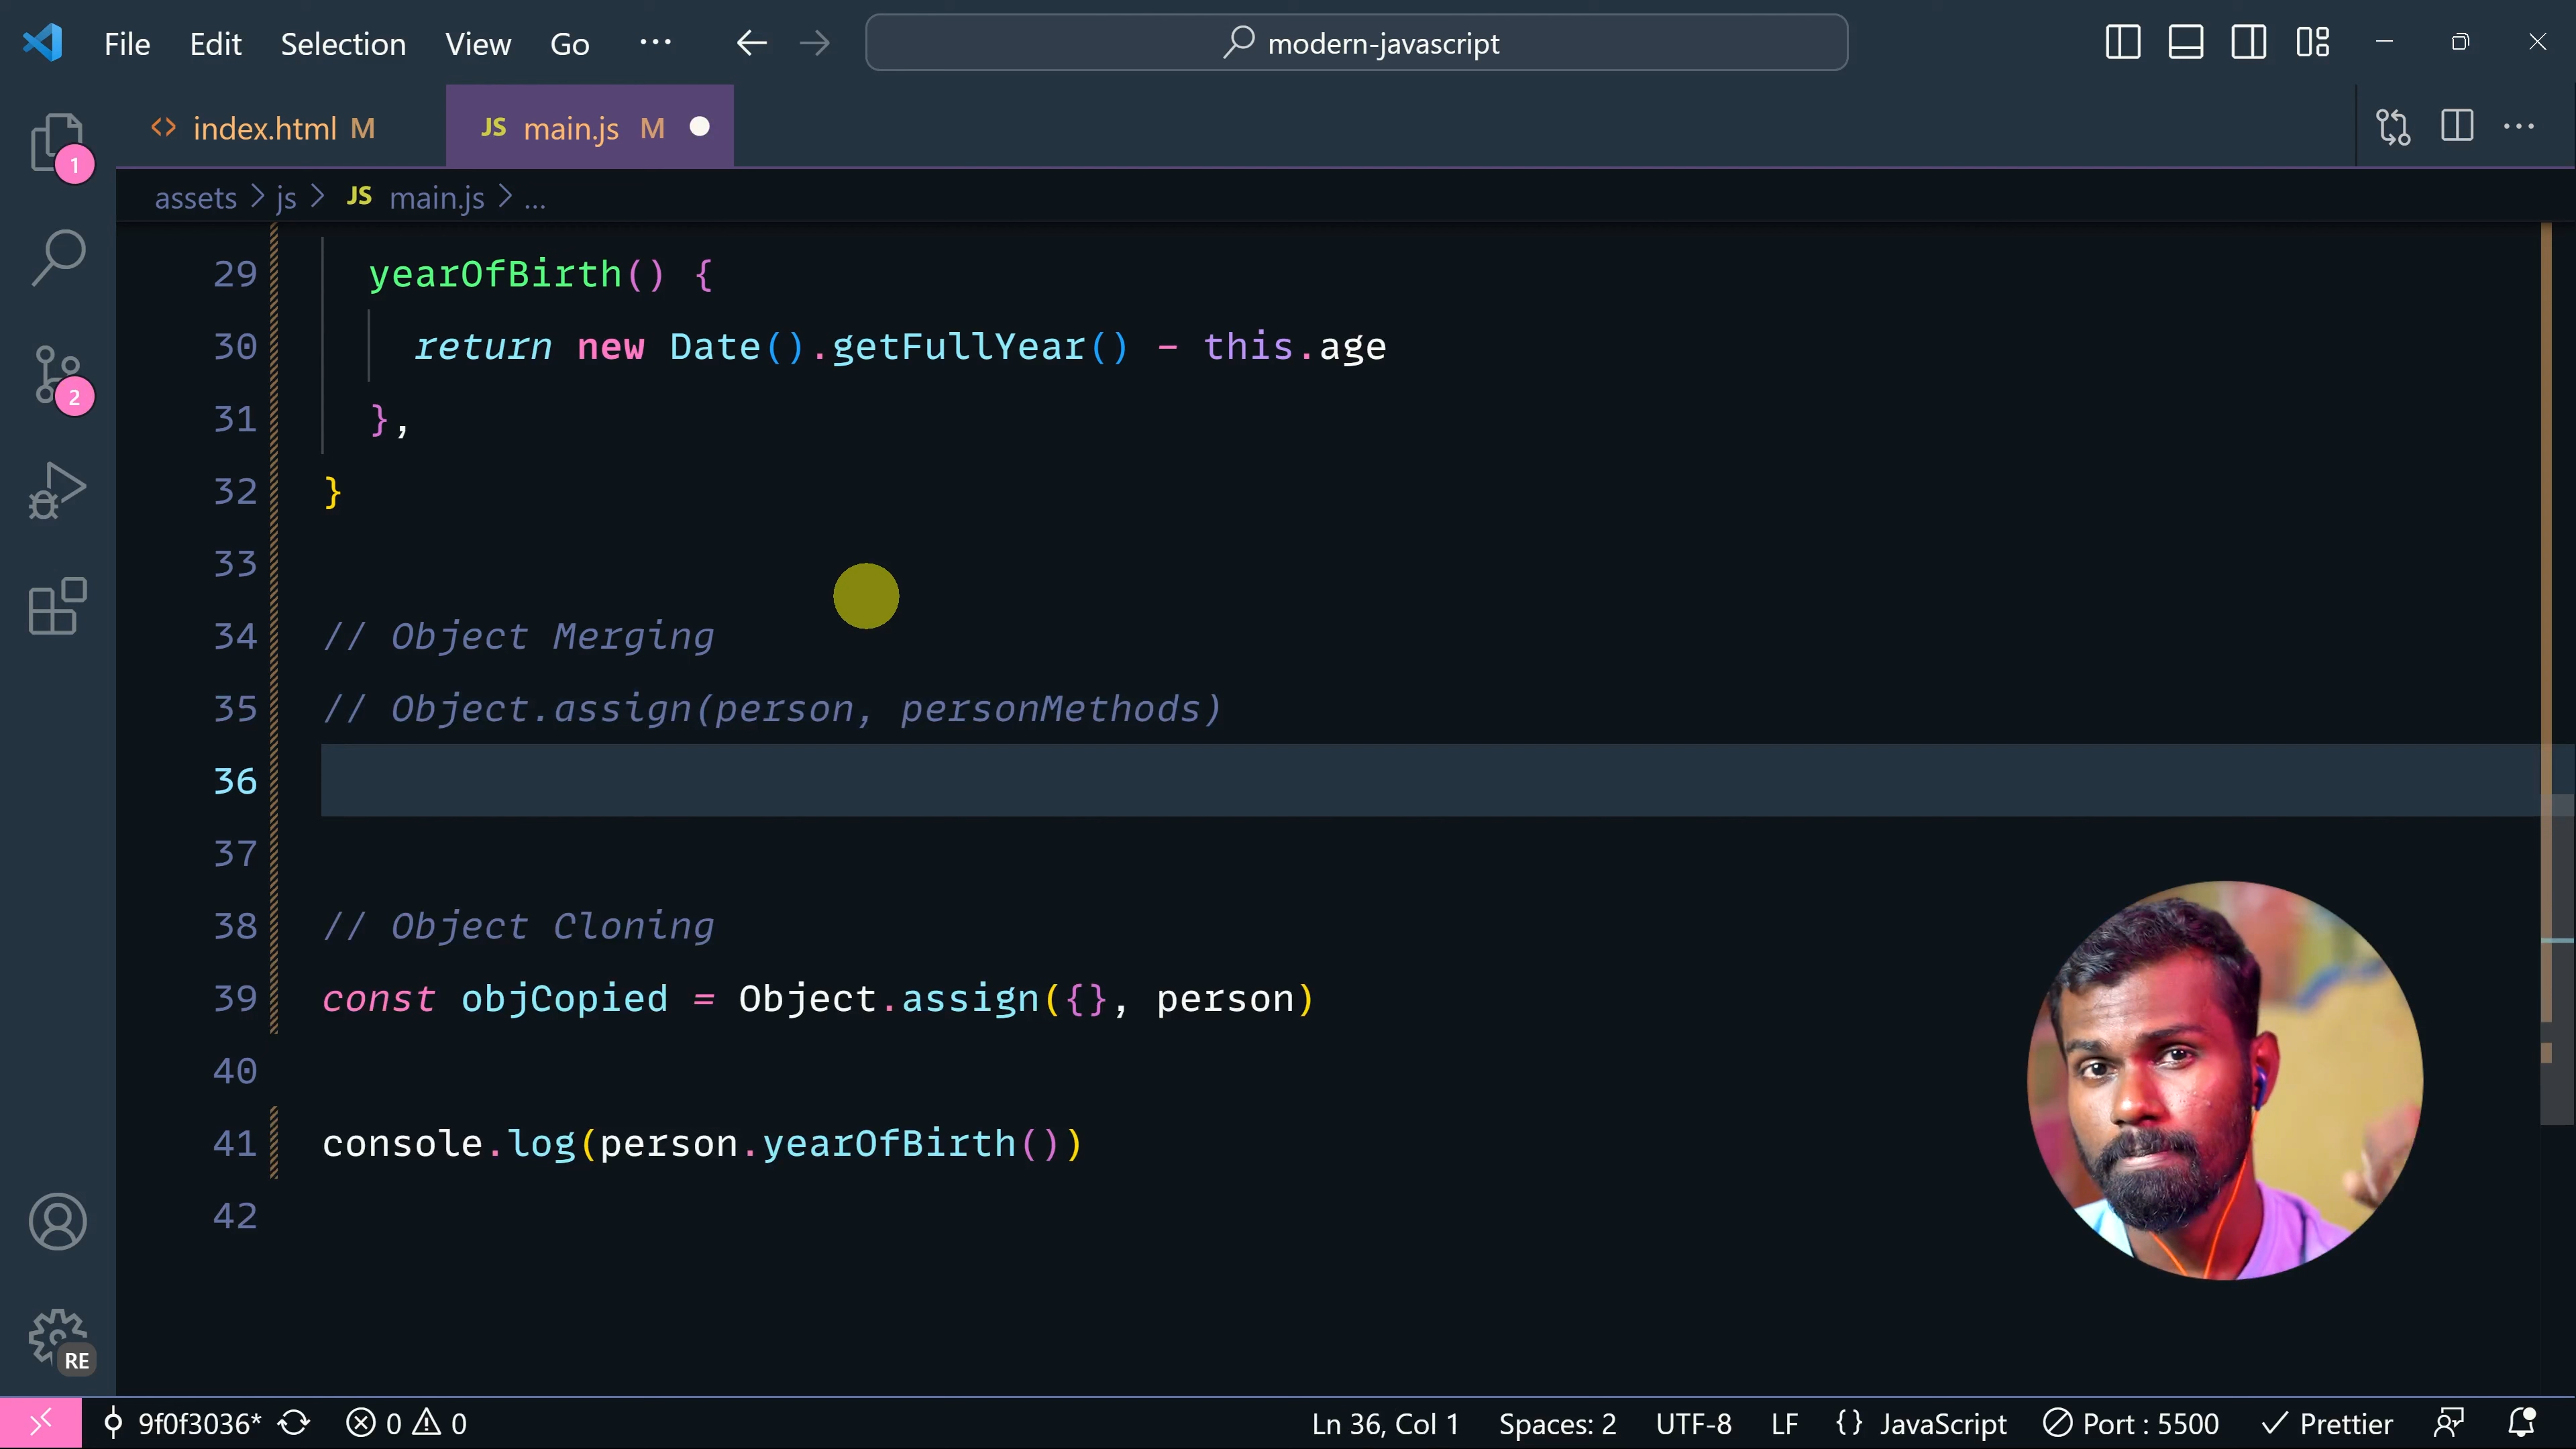 File Edit Selection View Go ··· modern-javascript
1
2
<> index.html M JS main.js M
assets > js > JS main.js > ...
29 yearOfBirth() {
30 return new Date().getFullYear() - this.age
31 },
32 }
33
34 // Object Merging
35 // Object.assign(person, personMethods)
36
37
38 // Object Cloning
39 const objCopied = Object.assign({}, person)
40
41 console.log(person.yearOfBirth())
42
RE
9f0f3036* 0 0 Ln 36, Col 1 Spaces: 2 UTF-8 LF {} JavaScript Port : 5500 Prettier